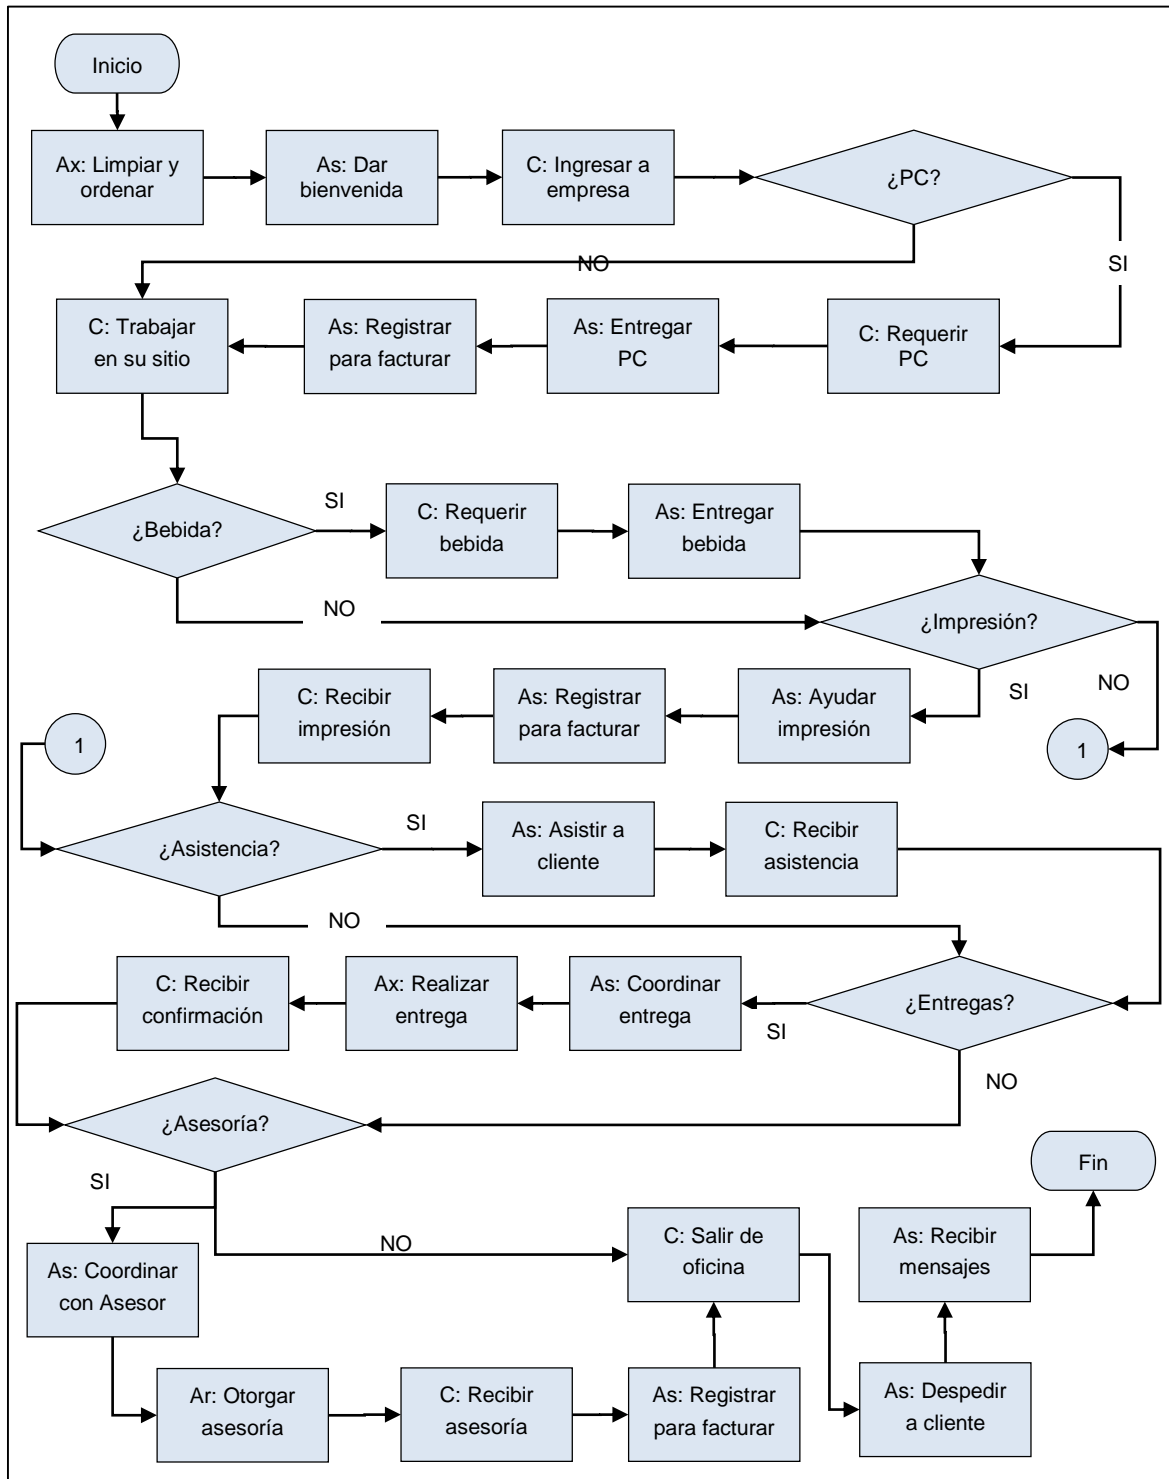 Inicio
Ax: Limpiar y
ordenar
As: Dar
bienvenida
C: Ingresar a
empresa
¿PC?
NO
SI
C: Trabajar
en su sitio
As: Registrar
para facturar
As: Entregar
PC
C: Requerir
PC
¿Bebida?
SI
C: Requerir
bebida
As: Entregar
bebida
NO
¿Impresión?
SI
NO
C: Recibir
impresión
As: Registrar
para facturar
As: Ayudar
impresión
1
1
¿Asistencia?
SI
As: Asistir a
cliente
C: Recibir
asistencia
NO
C: Recibir
confirmación
Ax: Realizar
entrega
As: Coordinar
entrega
SI
¿Entregas?
NO
¿Asesoría?
SI
NO
Fin
As: Coordinar
con Asesor
C: Salir de
oficina
As: Recibir
mensajes
Ar: Otorgar
asesoría
C: Recibir
asesoría
As: Registrar
para facturar
As: Despedir
a cliente